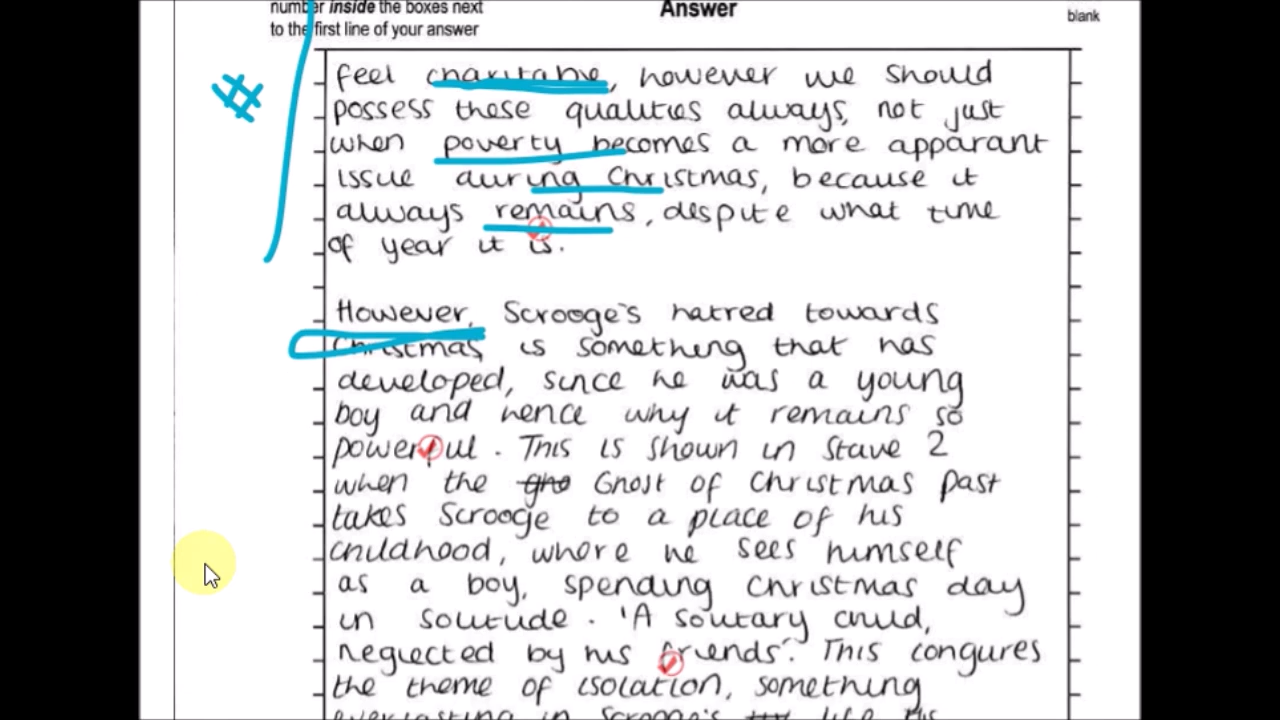 number inside the boxes next
to the first line of your answer
Answer
blank
feel charitable, however we should
possess these qualities always, not just
when poverty becomes a more apparant
issue during Christmas, because it
always remains, despite what time
of year it is.
However, Scrooge's hatred towards
Christmas is something that has
developed, since he was a young
boy and hence why it remains so
powerful. This is shown in Stave 2
when the gho Ghost of Christmas Past
takes Scrooge to a place of his
childhood, where he sees himself
as a boy, spending Christmas day
in solitude. 'A solitary child,
neglected by his friends'. This congures
the theme of isolation, something
everlasting in Scrooge's life. His